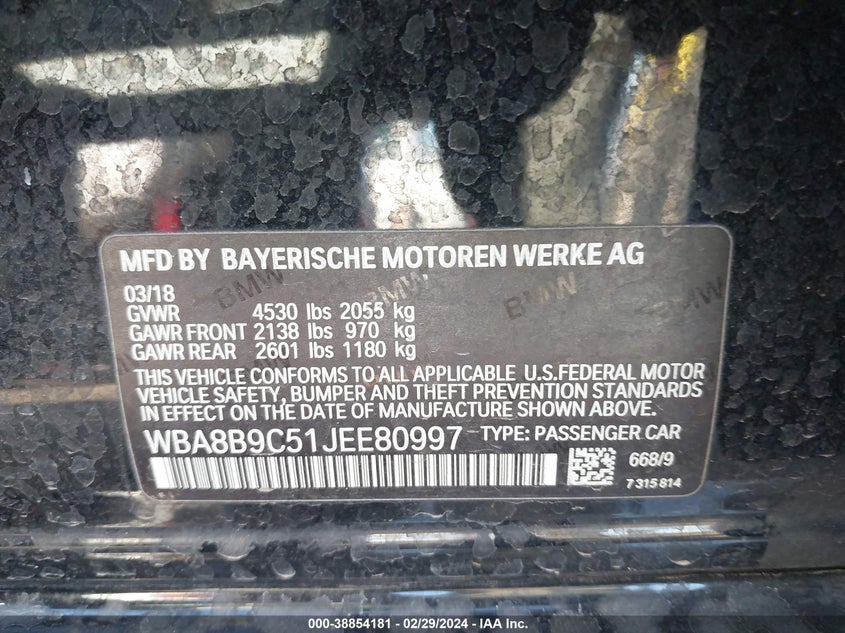 MFD BY BAYERISCHE MOTOREN WERKE AG
BMW BMW BMW
03/18
GVWR 4530 lbs 2055 kg
GAWR FRONT 2138 lbs 970 kg
GAWR REAR 2601 lbs 1180 kg
THIS VEHICLE CONFORMS TO ALL APPLICABLE U.S.FEDERAL MOTOR
VEHICLE SAFETY, BUMPER AND THEFT PREVENTION STANDARDS
IN EFFECT ON THE DATE OF MANUFACTURE SHOWN ABOVE.
WBA8B9C51JEE80997 - TYPE: PASSENGER CAR
668/9
7 315 814
000-38854181 - 02/29/2024 - IAA Inc.